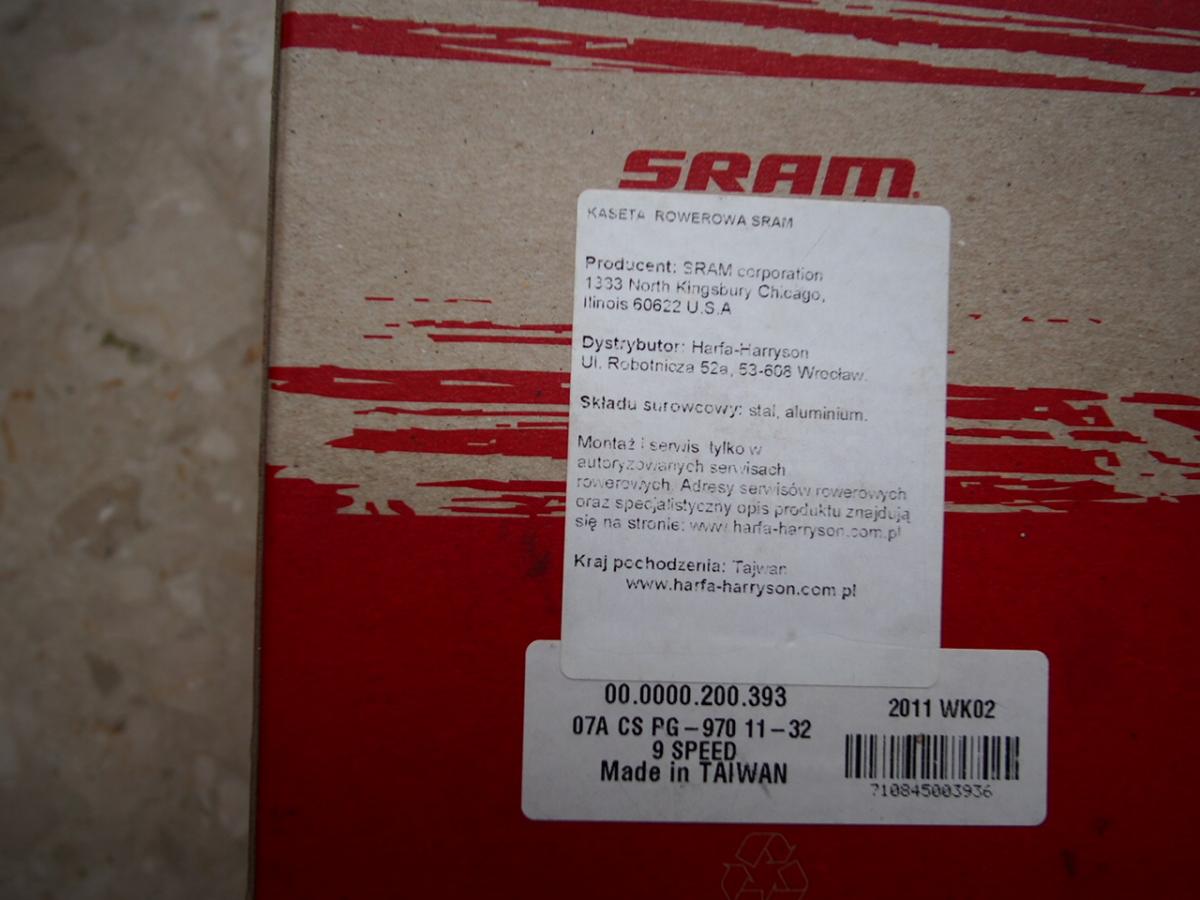 SRAM
KASETA ROWEROWA SRAM
Producent: SRAM corporation
1333 North Kingsbury Chicago,
Ilinois 60622 U.S.A
Dystrybutor: Harfa-Harryson
Ul. Robotnicza 52a, 53-608 Wrocław.
Składu surowcowy: stal, aluminium.
Montaż i serwis tylko w
autoryzowanych serwisach
rowerowych. Adresy serwisów rowerowych
oraz specjalistyczny opis produktu znajdują
się na stronie: www.harfa-harryson.com.pl
Kraj pochodzenia: Tajwan
www.harfa-harryson.com.pl
00.0000.200.393
07A CS PG-970 11-32
9 SPEED
Made in TAIWAN
2011 WK02
710845003936